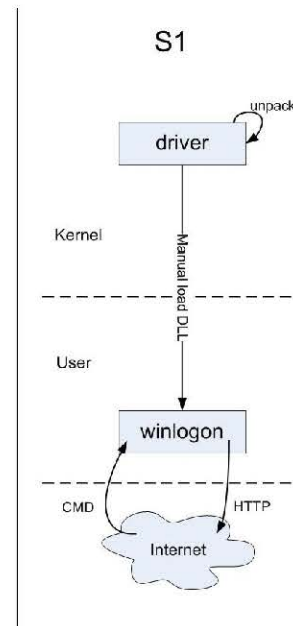 S1
unpack
driver
Kernel
Manual load DLL
User
winlogon
CMD
HTTP
Internet